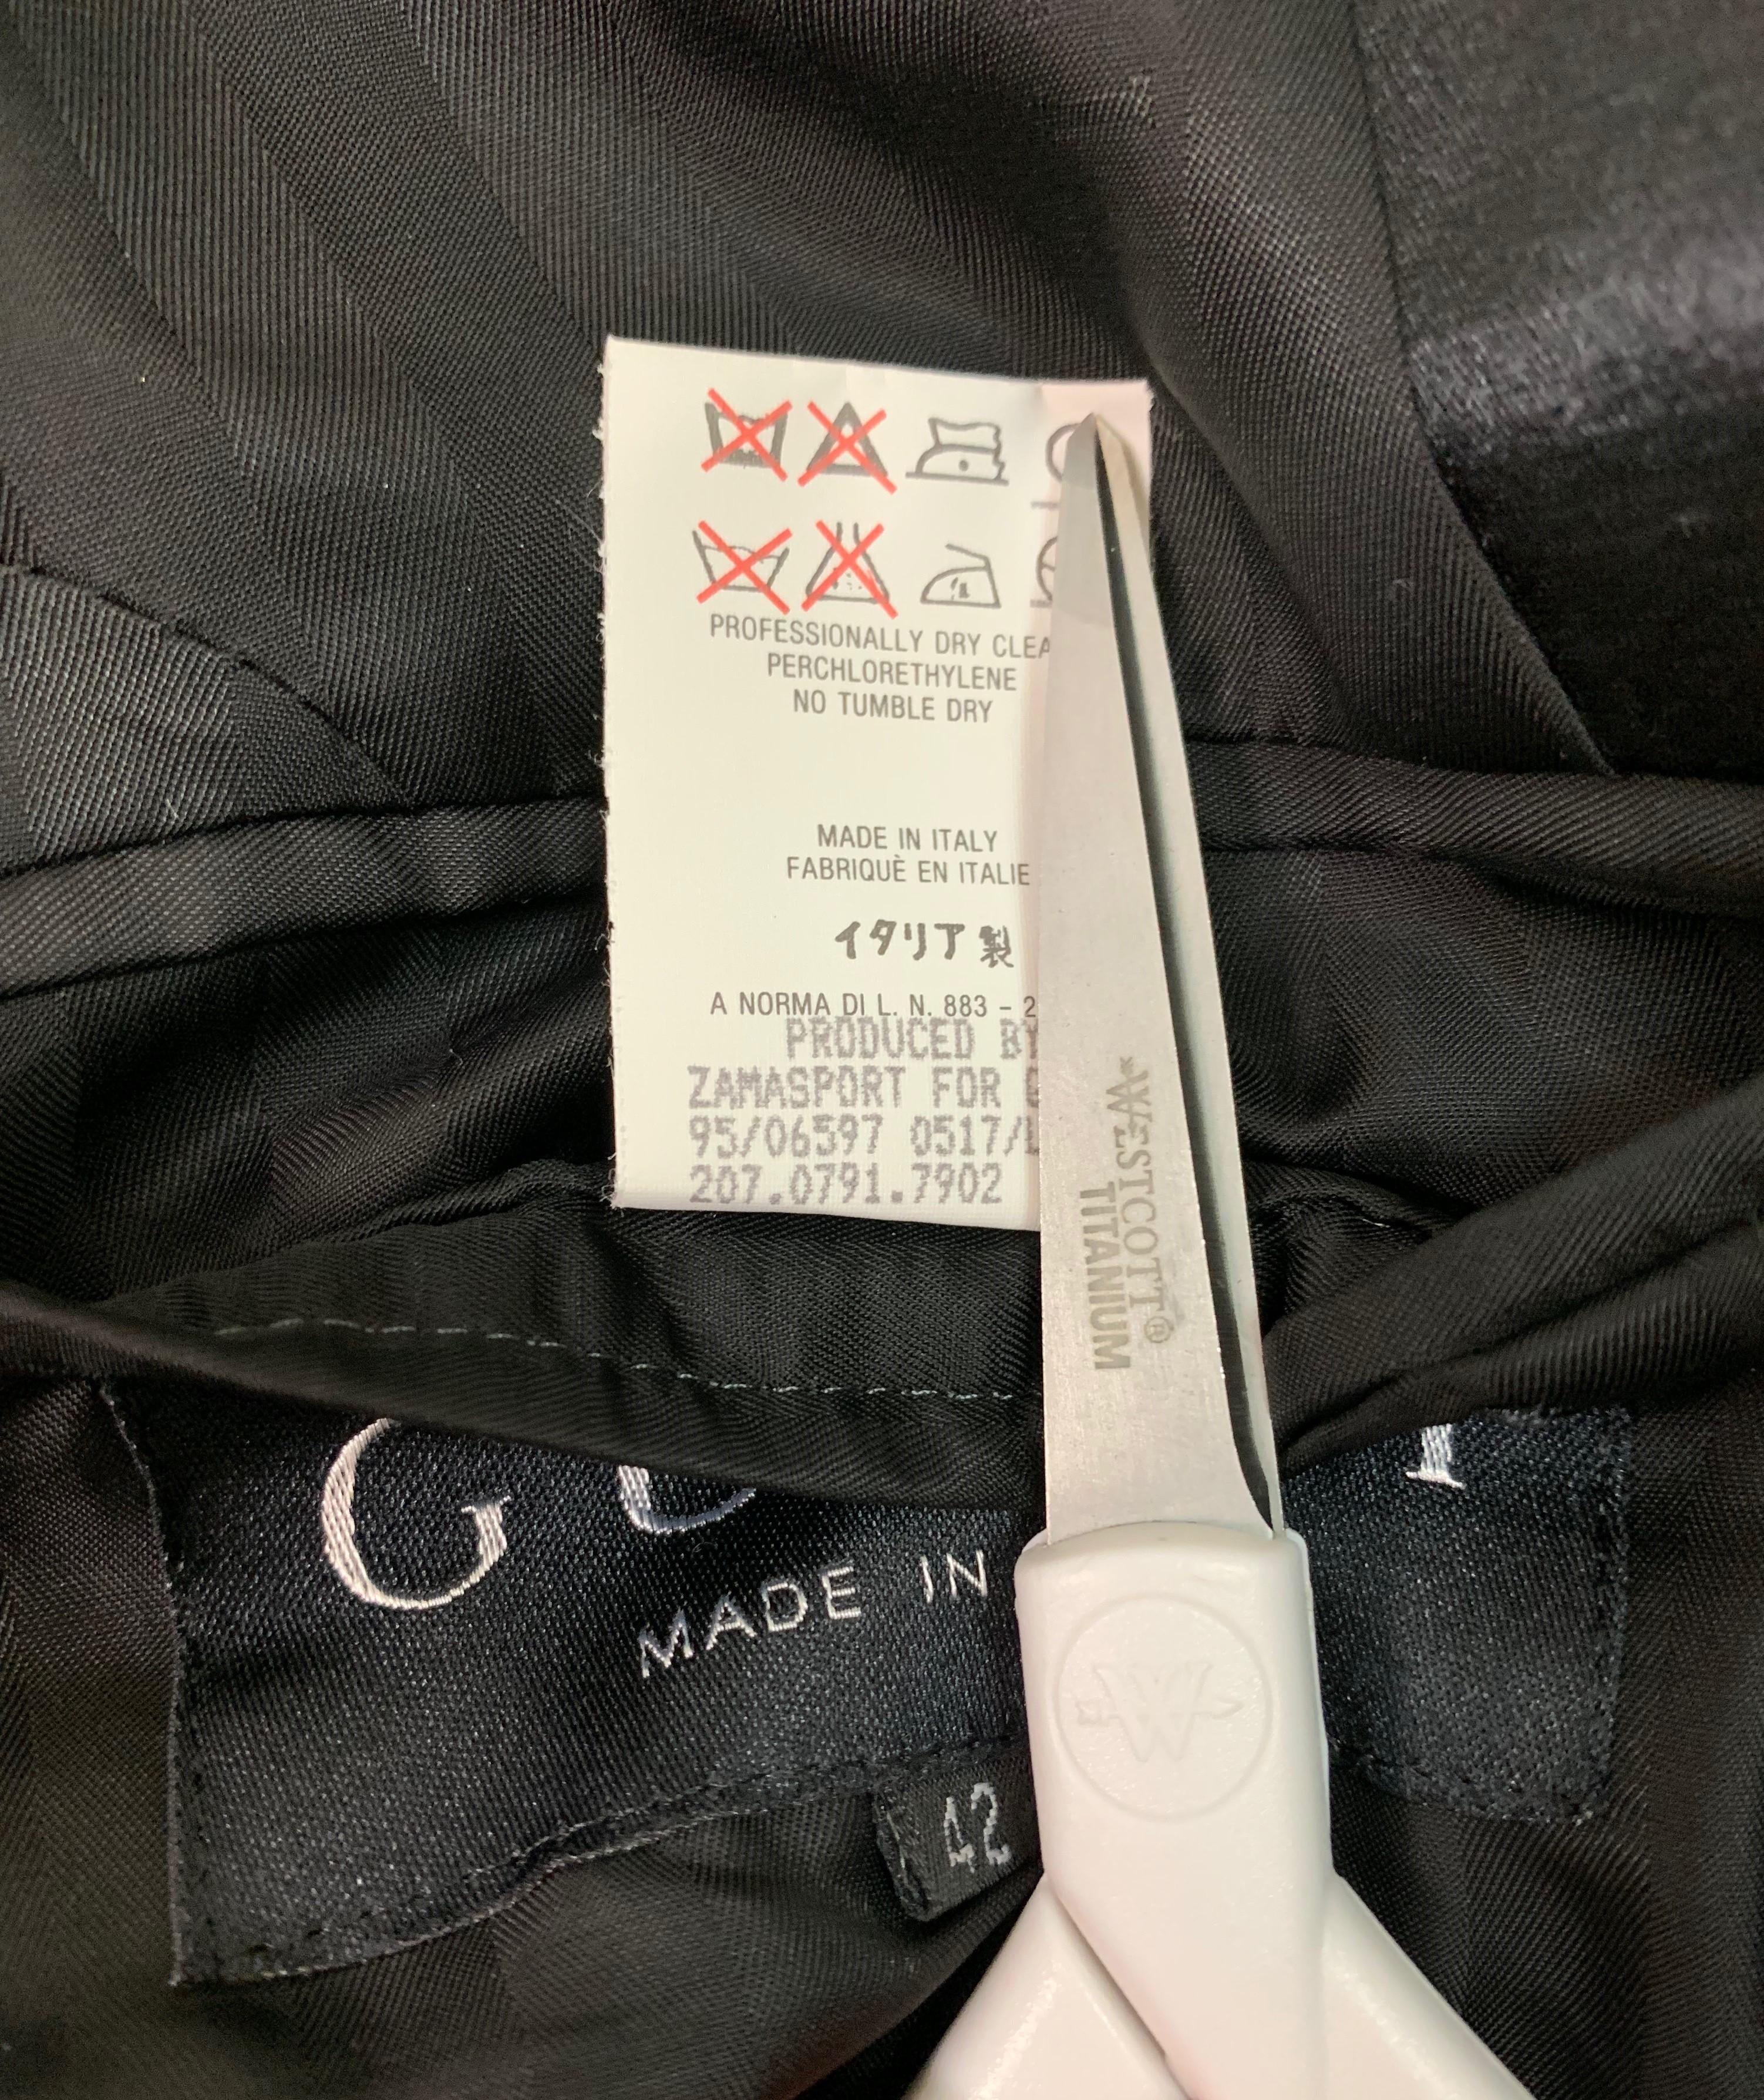 PROFESSIONALLY DRY CLEA
PERCHLORETHYLENE
NO TUMBLE DRY
MADE IN ITALY
FABRIQUÈ EN ITALIE
イタリア製
A NORMA DI L. N. 883 - 2
PRODUCED BY
ZAMASPORT FOR
95/06597 0517/
207.0791.7902
WESTCOTT®
TITANIUM
G
MADE IN
42
W